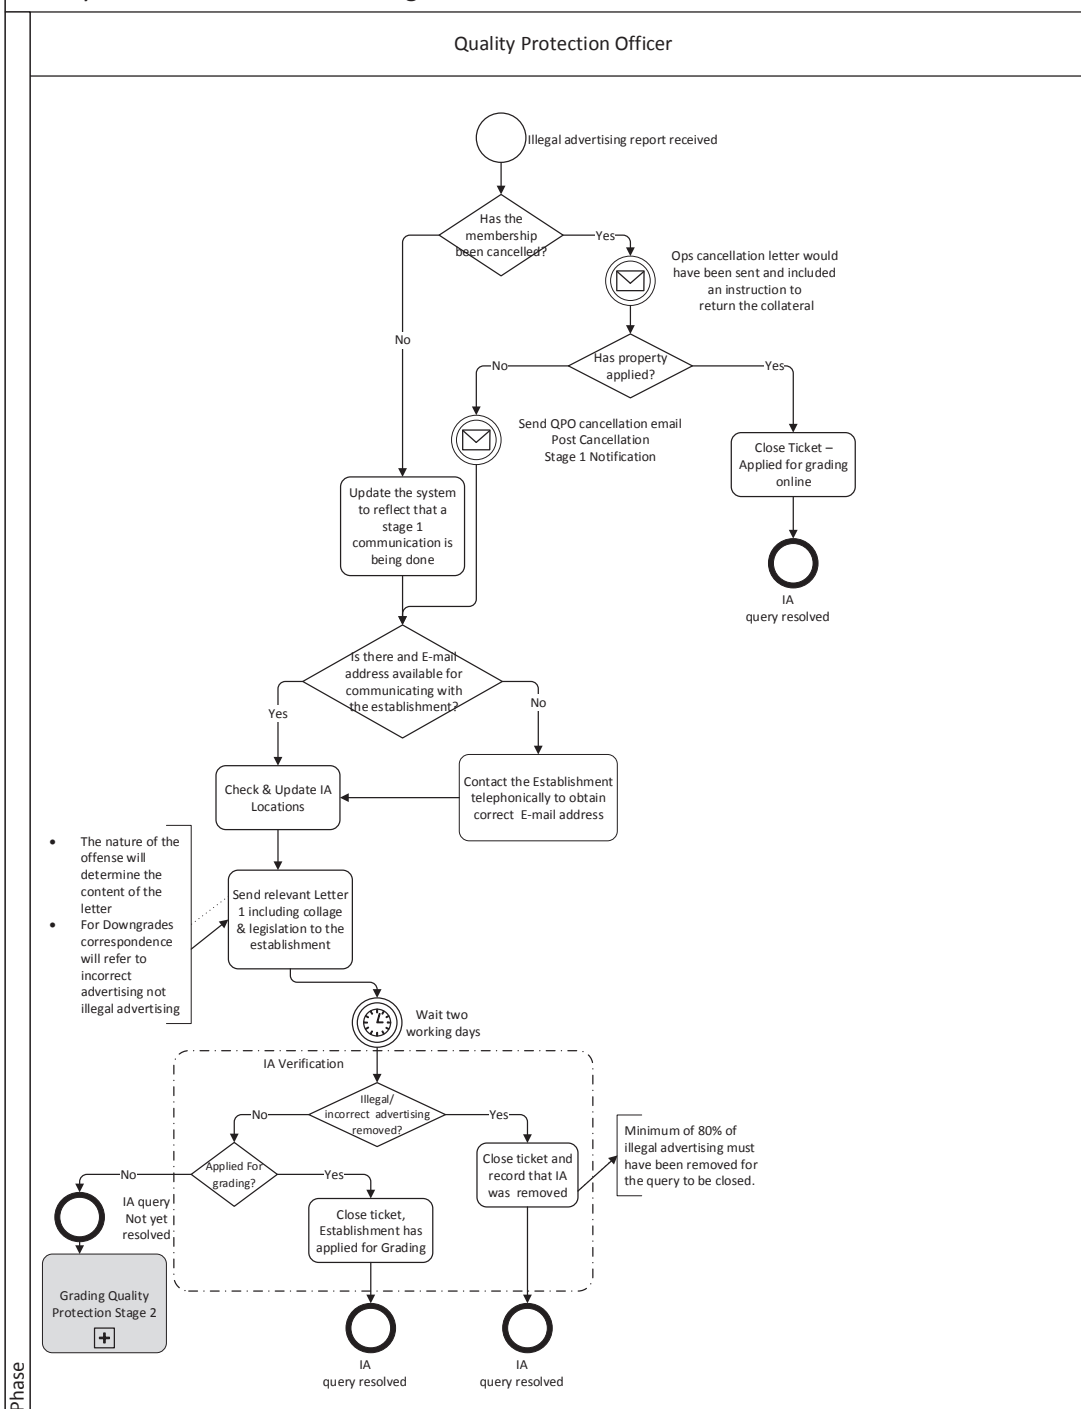 Quality Protection Officer
Illegal advertising report received
Has the
membership
been cancelled?
Yes
Ops cancellation letter would
have been sent and included
an instruction to
return the collateral
No
Has property
applied?
No
Yes
Send QPO cancellation email
Post Cancellation
Stage 1 Notification
Close Ticket –
Applied for grading
online
Update the system
to reflect that a
stage 1
communication is
being done
IA
query resolved
Is there and E-mail
address available for
communicating with
the establishment?
Yes
No
Check & Update IA
Locations
Contact the Establishment
telephonically to obtain
correct E-mail address
• The nature of the
offense will
determine the
content of the
letter
• For Downgrades
correspondence
will refer to
incorrect
advertising not
illegal advertising
Send relevant Letter
1 including collage
& legislation to the
establishment
Wait two
working days
IA Verification
Illegal/
incorrect advertising
removed?
No
Yes
Minimum of 80% of
illegal advertising must
have been removed for
the query to be closed.
Close ticket and
record that IA
was removed
Applied For
grading?
No
Yes
IA query
Not yet
resolved
Close ticket,
Establishment has
applied for Grading
Grading Quality
Protection Stage 2
IA
query resolved
IA
query resolved
Phase